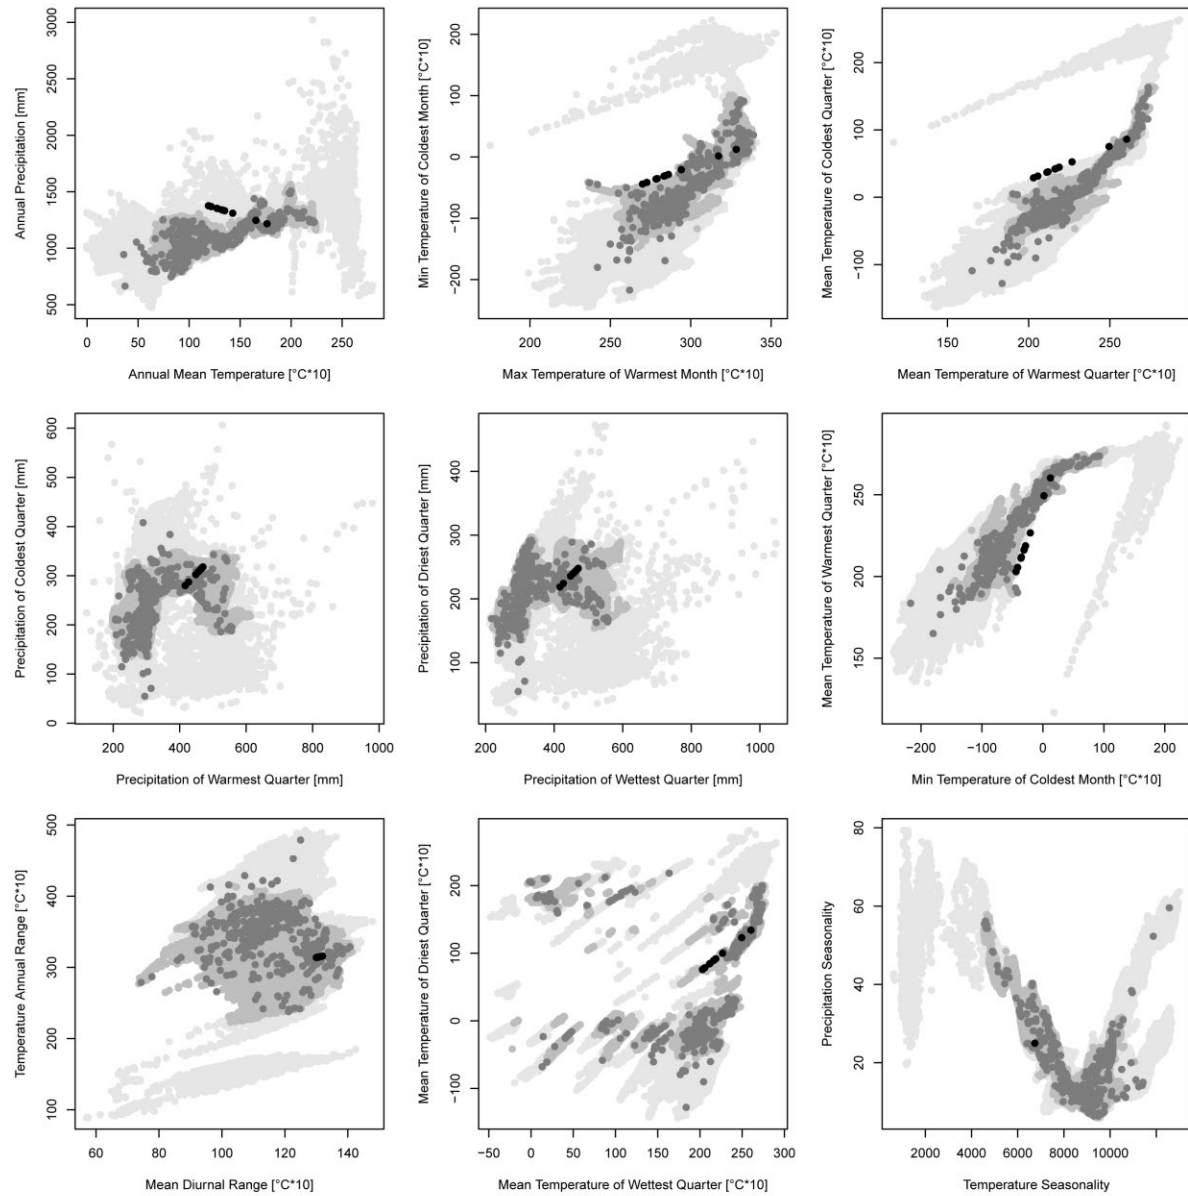 Annual Precipitation [mm]
3000
2500
2000
1500
1000
500
0 50 100 150 200 250
Annual Mean Temperature [°C*10]
Min Temperature of Coldest Month [°C*10]
200
100
0
−100
−200
200 250 300 350
Max Temperature of Warmest Month [°C*10]
Mean Temperature of Coldest Quarter [°C*10]
200
100
0
−100
150 200 250
Mean Temperature of Warmest Quarter [°C*10]
Precipitation of Coldest Quarter [mm]
600
500
400
300
200
100
0
200 400 600 800 1000
Precipitation of Warmest Quarter [mm]
Precipitation of Driest Quarter [mm]
400
300
200
100
200 400 600 800 1000
Precipitation of Wettest Quarter [mm]
Mean Temperature of Warmest Quarter [°C*10]
250
200
150
−200 −100 0 100 200
Min Temperature of Coldest Month [°C*10]
Temperature Annual Range [°C*10]
500
400
300
200
100
60 80 100 120 140
Mean Diurnal Range [°C*10]
Mean Temperature of Driest Quarter [°C*10]
200
100
0
−100
−50 0 50 100 150 200 250 300
Mean Temperature of Wettest Quarter [°C*10]
Precipitation Seasonality
80
60
40
20
2000 4000 6000 8000 10000
Temperature Seasonality